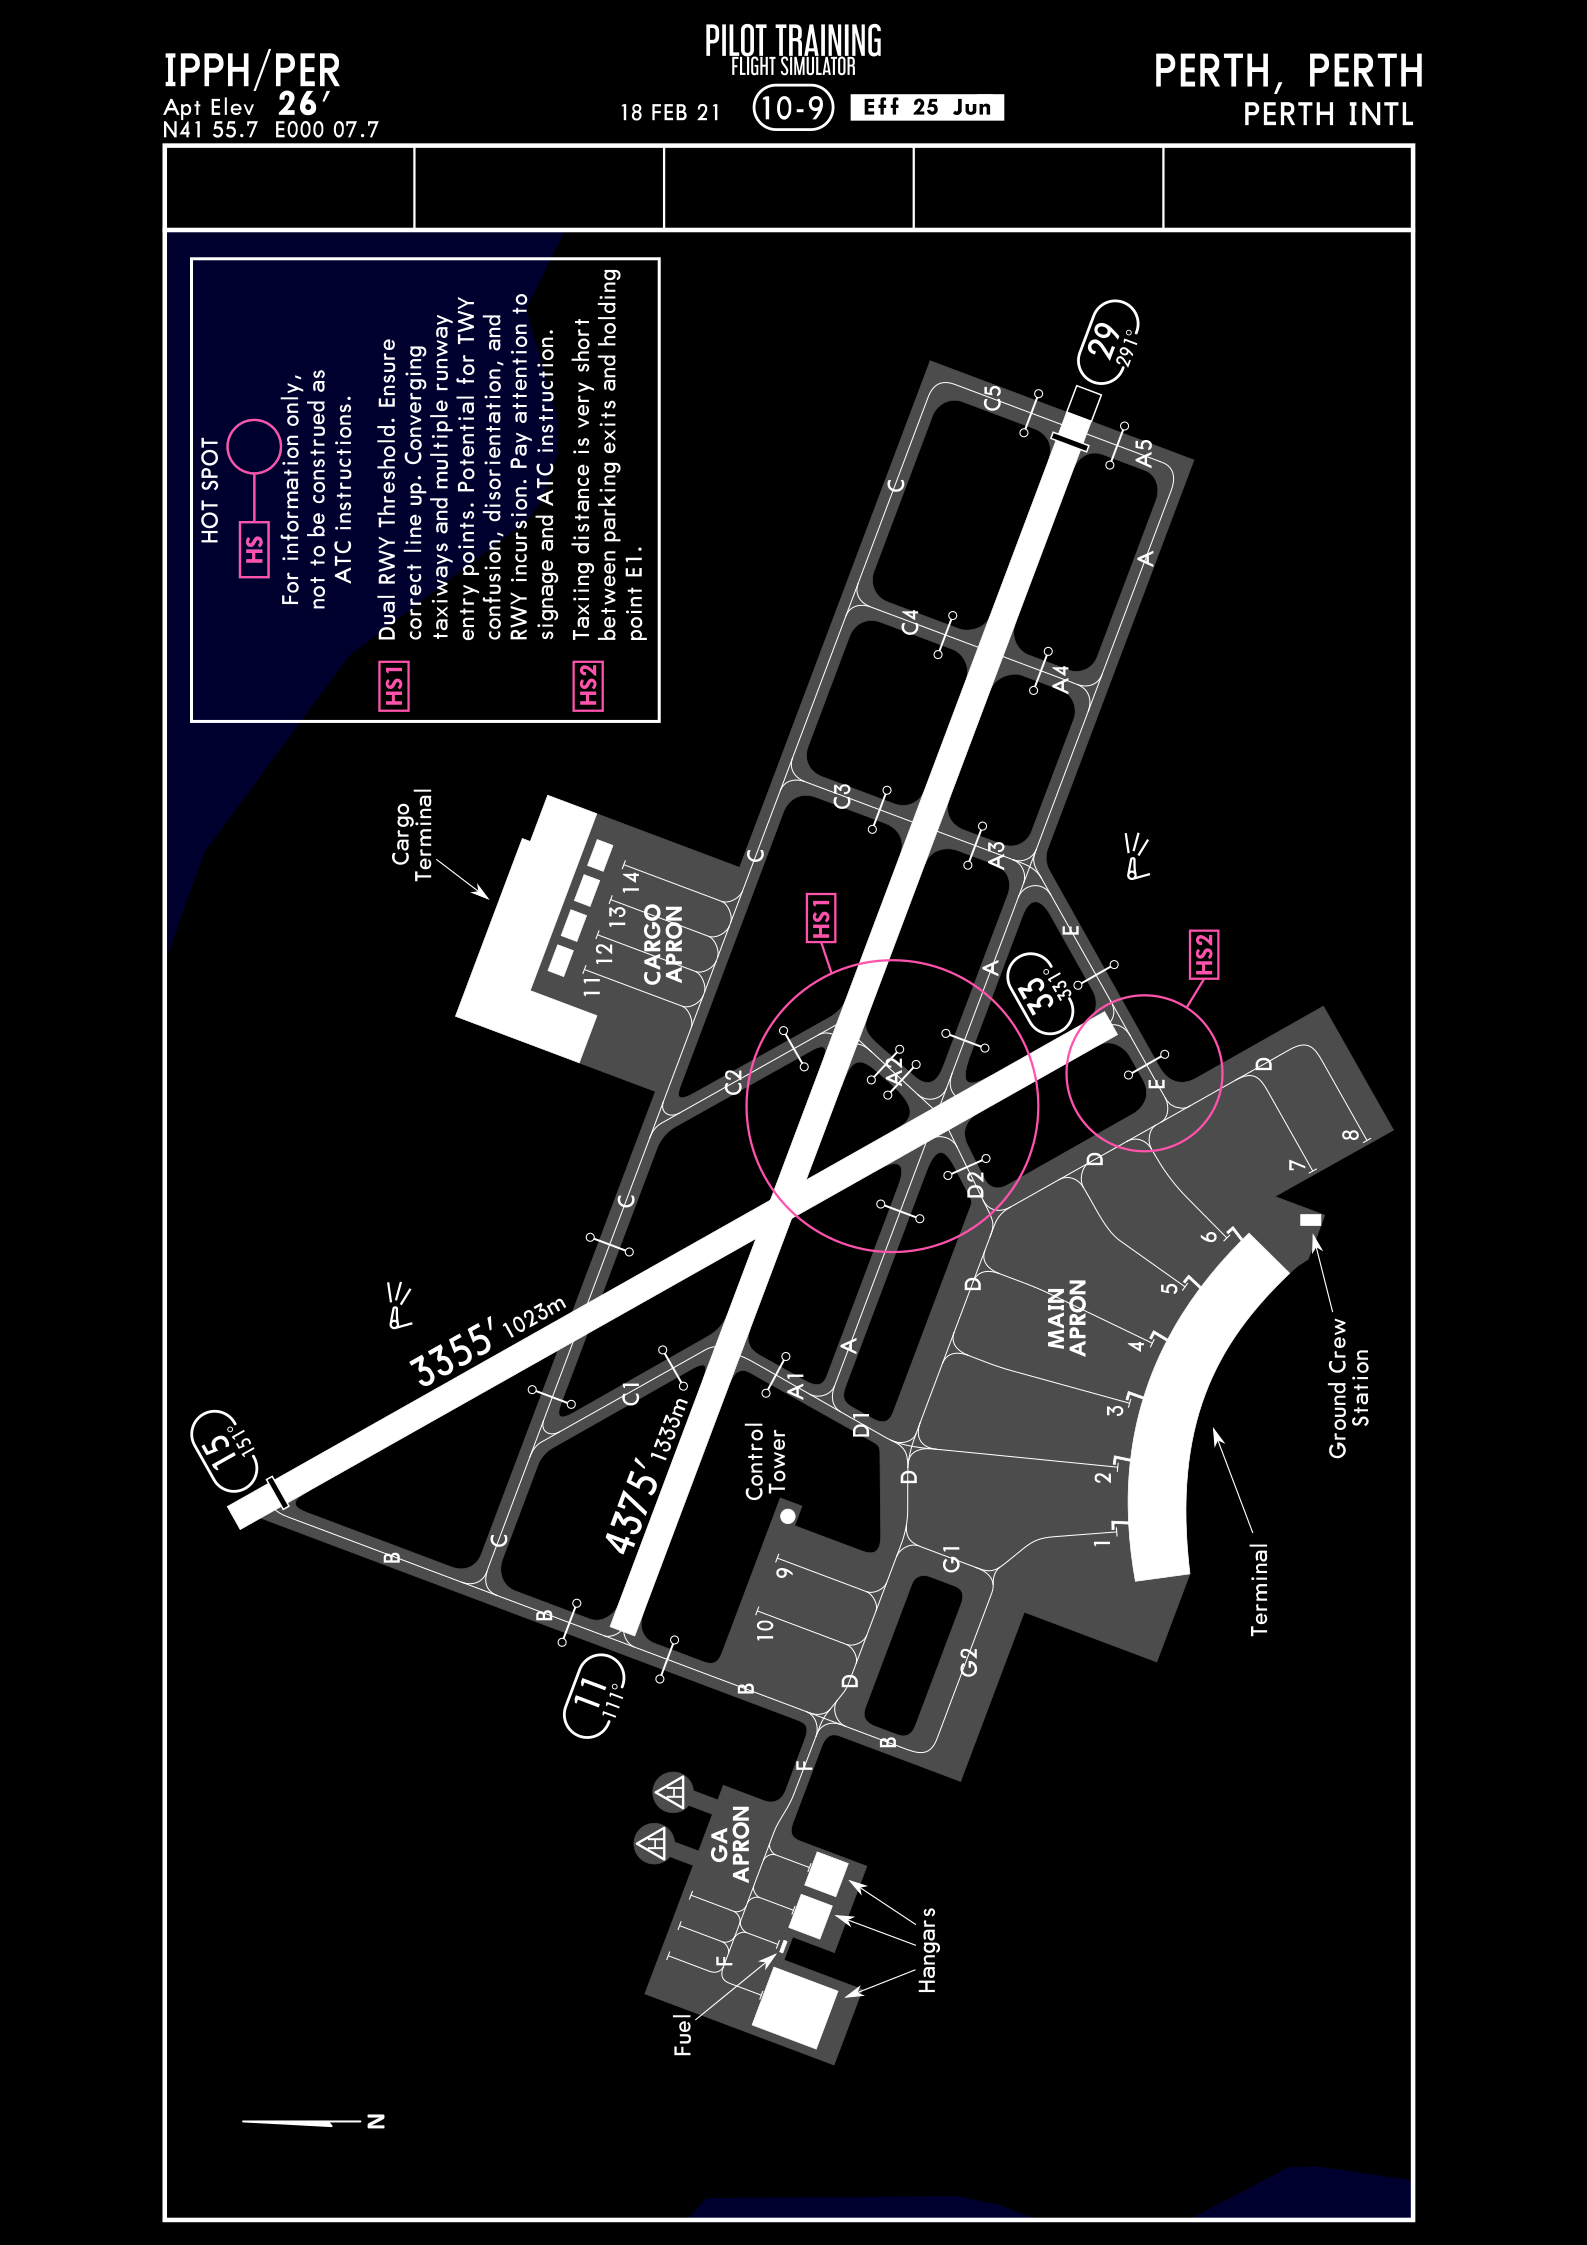 IPPH/PER
Apt Elev 26′
N41 55.7 E000 07.7
PILOT TRAINING
FLIGHT SIMULATOR
18 FEB 21
10-9
Eff 25 Jun
PERTH, PERTH
PERTH INTL
HOT SPOT
HS
For information only,
not to be construed as
ATC instructions.
HS1
Dual RWY Threshold. Ensure
correct line up. Converging
taxiways and multiple runway
entry points. Potential for TWY
confusion, disorientation, and
RWY incursion. Pay attention to
signage and ATC instruction.
HS2
Taxiing distance is very short
between parking exits and holding
point E1.
29
291°
C5
A5
C
A
C4
A4
C3
A3
C
Cargo
Terminal
14
13
12
11
CARGO
APRON
HS1
HS2
E
A
33
331°
C2
A2
E
D
D
D2
8
7
6
5
4
3
2
1
C
D
MAIN
APRON
Ground Crew
Station
3355′ 1023m
15
151°
C1
A1
A
D1
4375′ 1333m
Control
Tower
D
C
B
B
9
10
G1
G2
Terminal
11
111°
B
D
B
F
GA
APRON
H
H
F
Fuel
Hangars
N